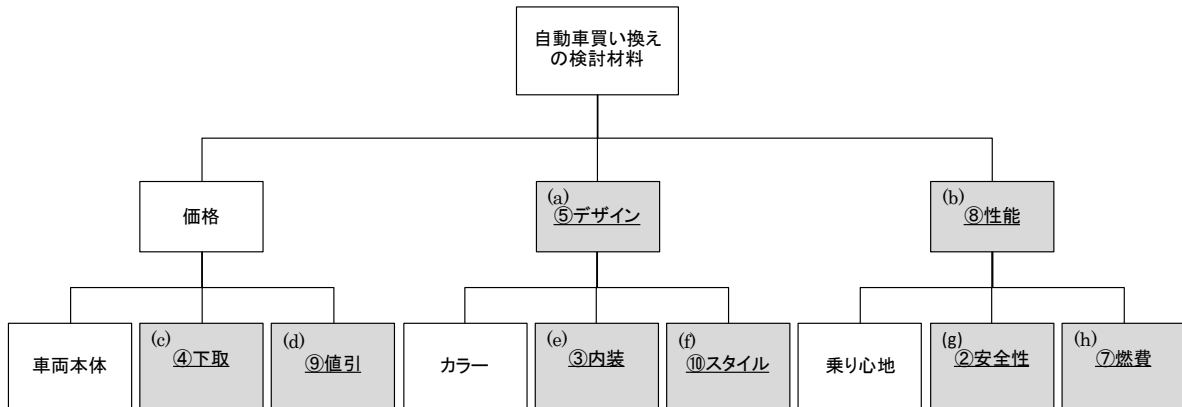 自動車買い換え
の検討材料
価格
(a)
⑤デザイン
(b)
⑧性能
車両本体
(c)
④下取
(d)
⑨値引
カラー
(e)
③内装
(f)
⑩スタイル
乗り心地
(g)
②安全性
(h)
⑦燃費